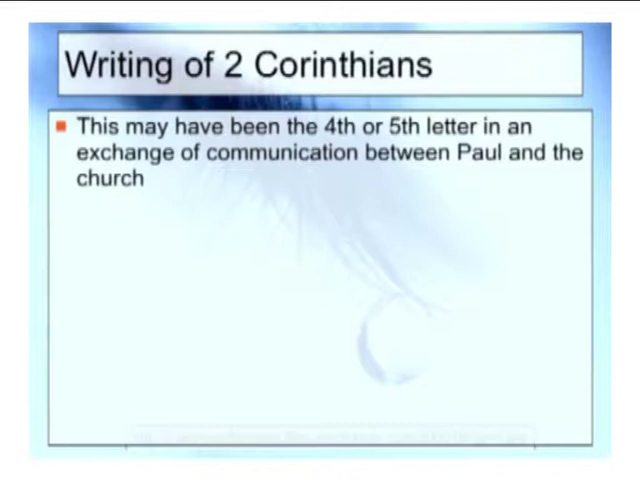 Writing of 2 Corinthians
This may have been the 4th or 5th letter in an
exchange of communication between Paul and the
church